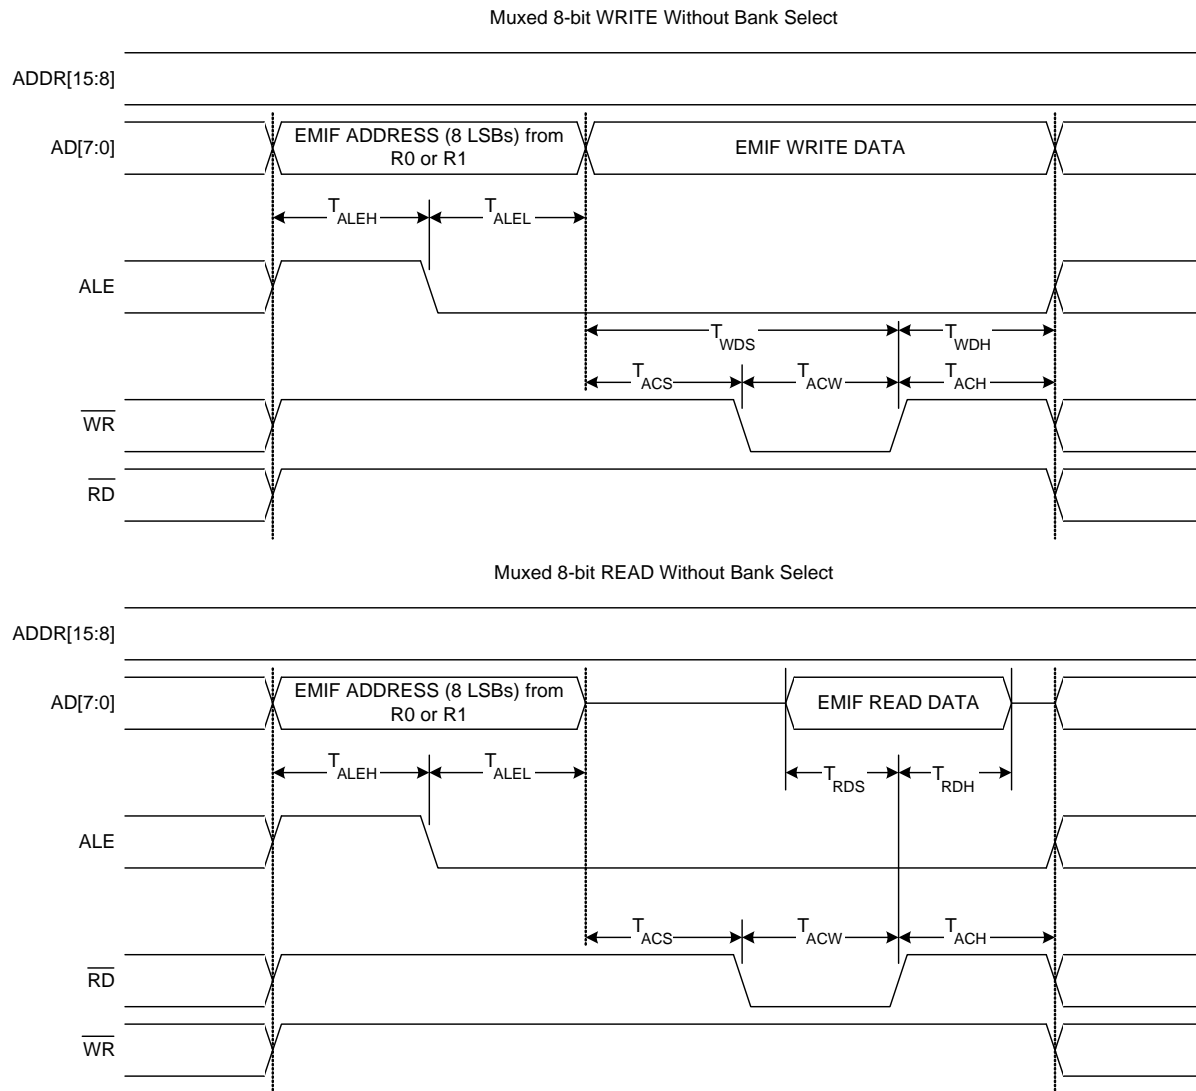 Muxed 8-bit WRITE Without Bank Select
ADDR[15:8]
AD[7:0]
EMIF ADDRESS (8 LSBs) from
R0 or R1
EMIF WRITE DATA
TALEH
TALEL
ALE
TWDS
TWDH
TACS
TACW
TACH
WR
RD
Muxed 8-bit READ Without Bank Select
ADDR[15:8]
AD[7:0]
EMIF ADDRESS (8 LSBs) from
R0 or R1
EMIF READ DATA
TALEH
TALEL
TRDS
TRDH
ALE
TACS
TACW
TACH
RD
WR